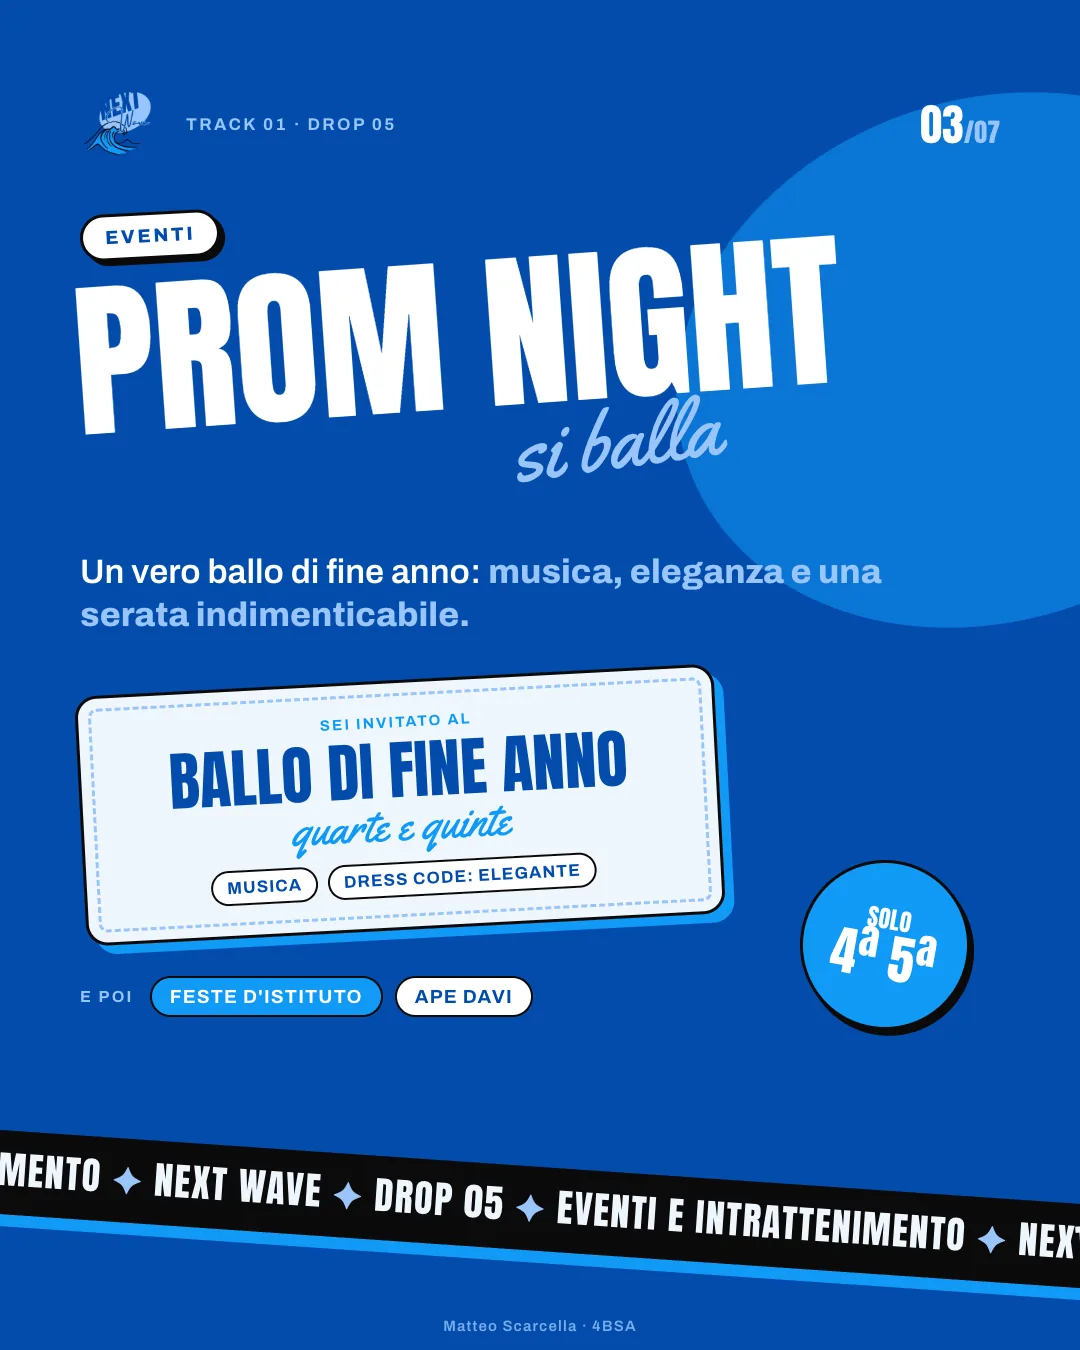 NEXT
TRACK 01 · DROP 05
03/07
EVENTI
PROM NIGHT
si balla
Un vero ballo di fine anno: musica, eleganza e una
serata indimenticabile.
SEI INVITATO AL
BALLO DI FINE ANNO
quarte e quinte
MUSICA
DRESS CODE: ELEGANTE
SOLO
4ª 5ª
E POI
FESTE D'ISTITUTO
APE DAVI
MENTO ✦ NEXT WAVE ✦ DROP 05 ✦ EVENTI E INTRATTENIMENTO ✦ NEXT
Matteo Scarcella · 4BSA